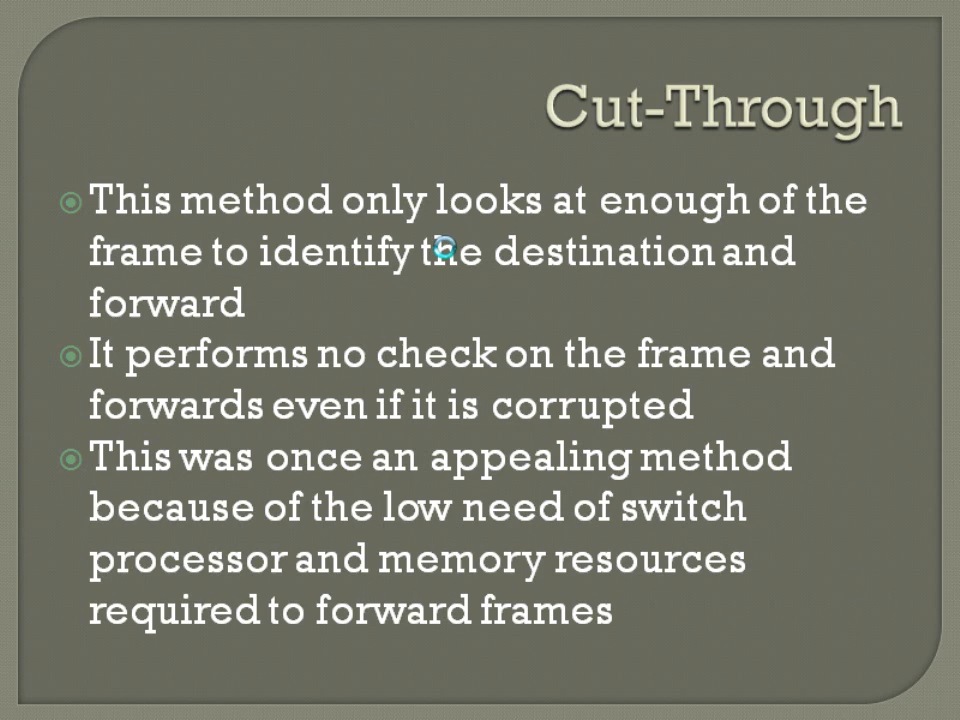 Cut-Through
This method only looks at enough of the
frame to identify the destination and
forward
It performs no check on the frame and
forwards even if it is corrupted
This was once an appealing method
because of the low need of switch
processor and memory resources
required to forward frames